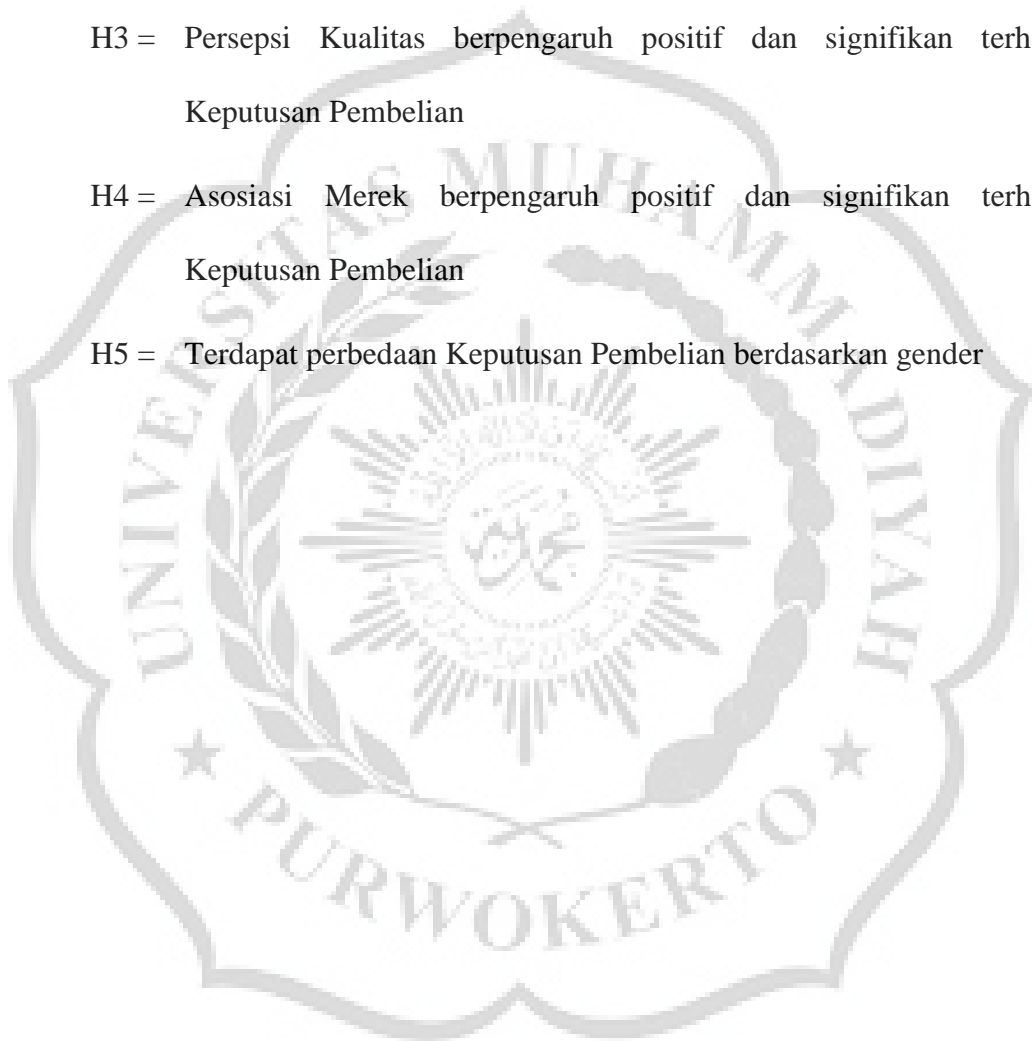 H3 = Persepsi Kualitas berpengaruh positif dan signifikan terh
Keputusan Pembelian
H4 = Asosiasi Merek berpengaruh positif dan signifikan terh
Keputusan Pembelian
H5 = Terdapat perbedaan Keputusan Pembelian berdasarkan gender
UNIVERSITAS MUHAMMADIYAH
PURWOKERTO